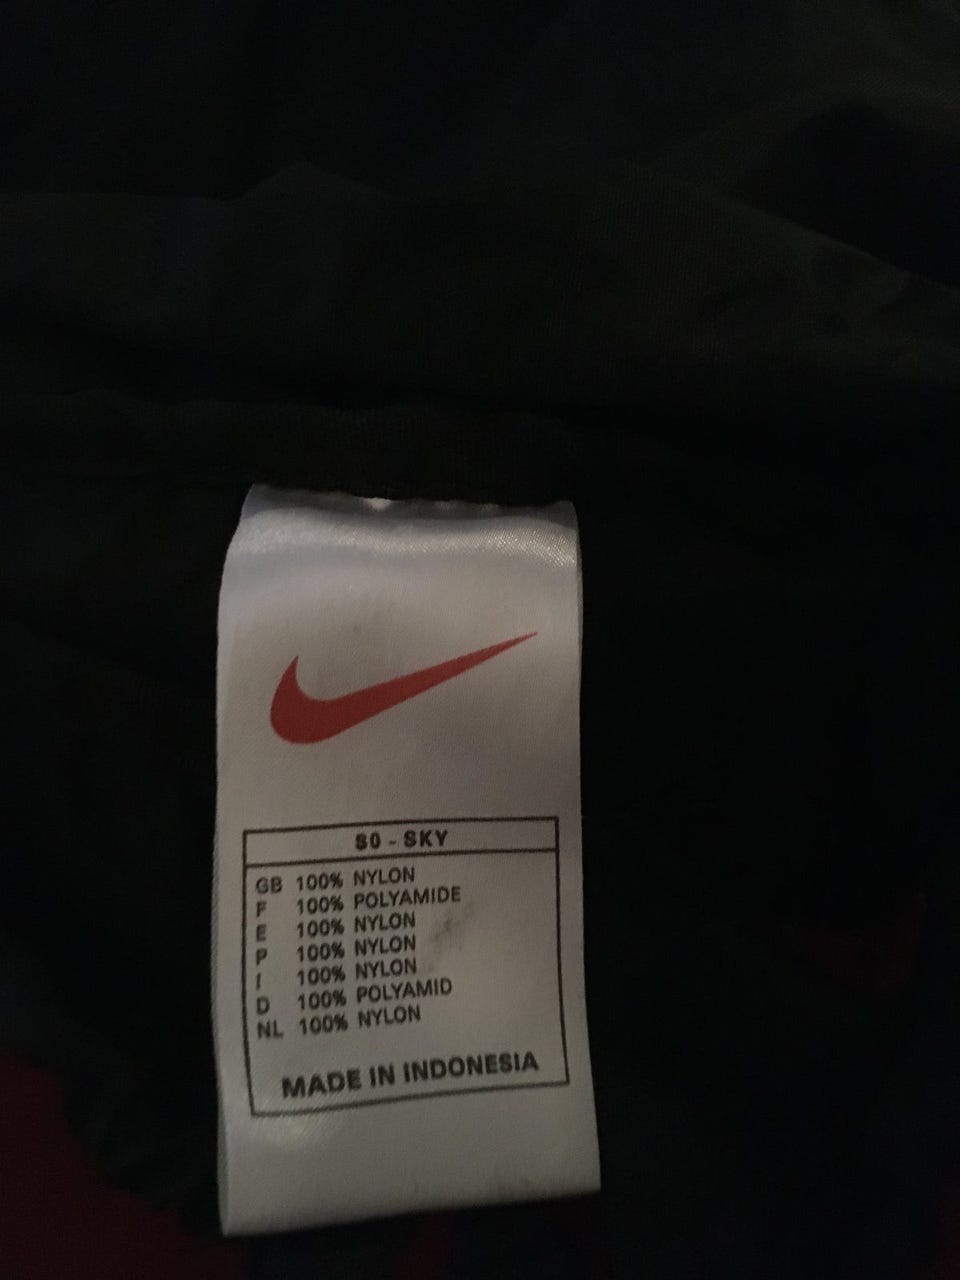 S0 - SKY
GB 100% NYLON
F 100% POLYAMIDE
E 100% NYLON
P 100% NYLON
I 100% NYLON
D 100% POLYAMID
NL 100% NYLON
MADE IN INDONESIA